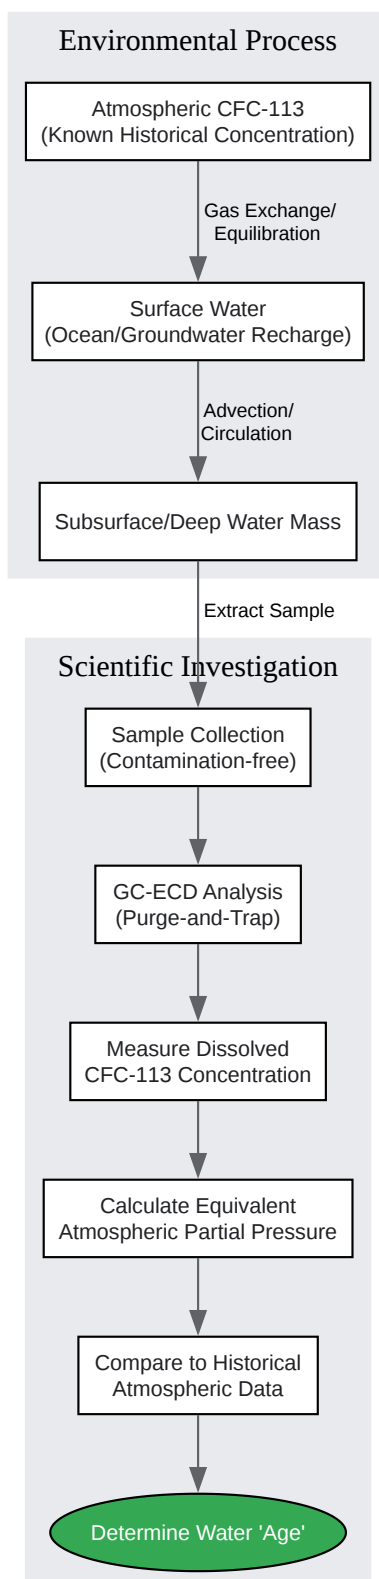 Environmental Process
Atmospheric CFC-113
(Known Historical Concentration)
Gas Exchange/
Equilibration
Surface Water
(Ocean/Groundwater Recharge)
Advection/
Circulation
Subsurface/Deep Water Mass
Extract Sample
Scientific Investigation
Sample Collection
(Contamination-free)
GC-ECD Analysis
(Purge-and-Trap)
Measure Dissolved
CFC-113 Concentration
Calculate Equivalent
Atmospheric Partial Pressure
Compare to Historical
Atmospheric Data
Determine Water 'Age'